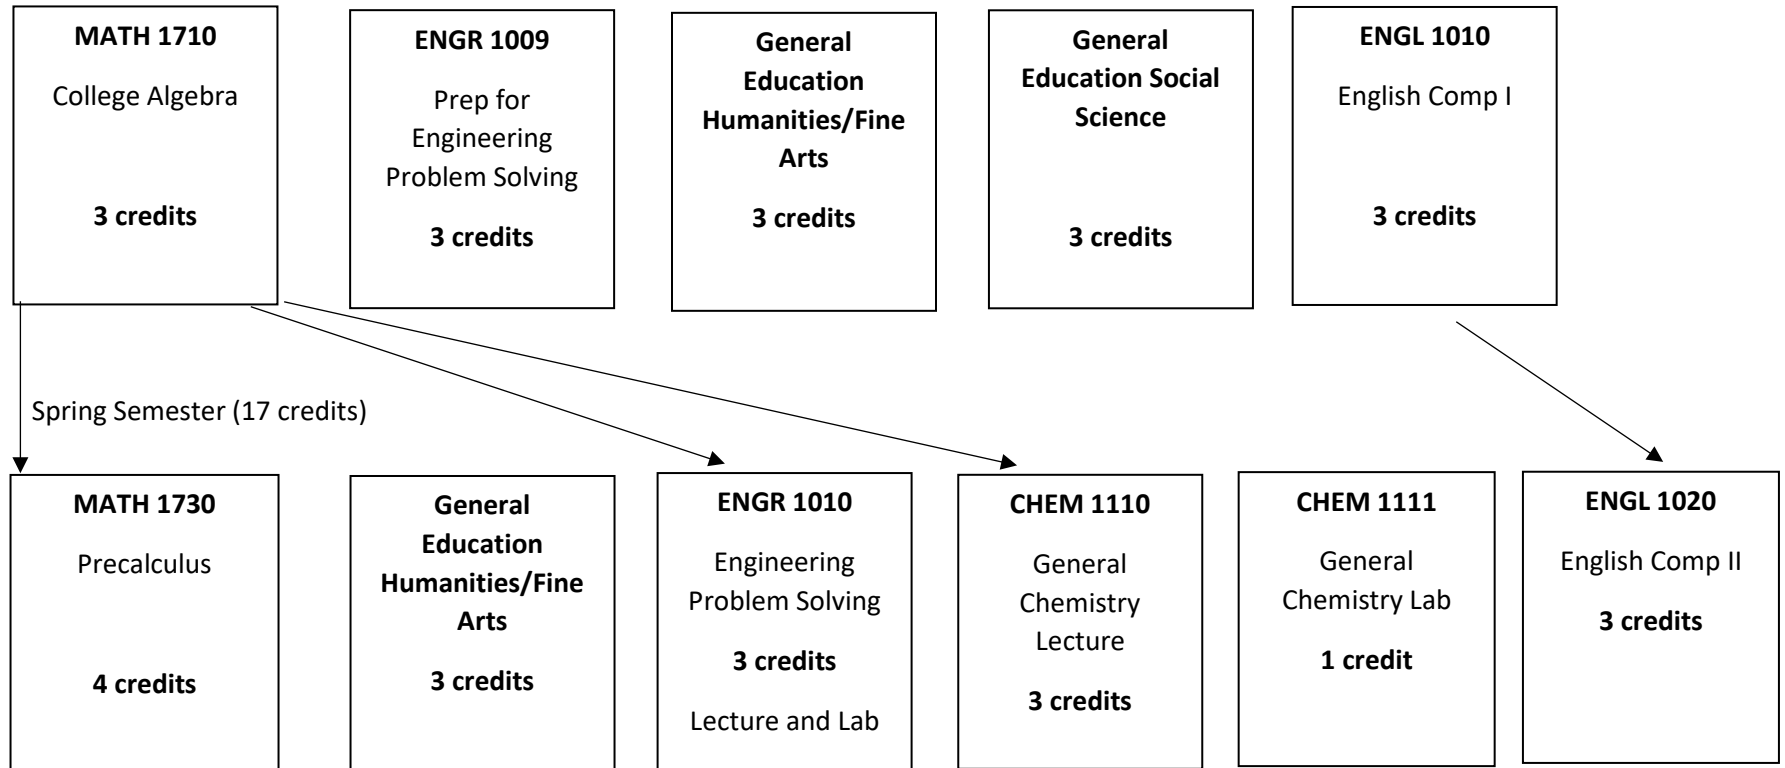 MATH 1710
College Algebra
3 credits
ENGR 1009
Prep for
Engineering
Problem Solving
3 credits
General
Education
Humanities/Fine
Arts
3 credits
General
Education Social
Science
3 credits
ENGL 1010
English Comp I
3 credits
Spring Semester (17 credits)
MATH 1730
Precalculus
4 credits
General
Education
Humanities/Fine
Arts
3 credits
ENGR 1010
Engineering
Problem Solving
3 credits
Lecture and Lab
CHEM 1110
General
Chemistry
Lecture
3 credits
CHEM 1111
General
Chemistry Lab
1 credit
ENGL 1020
English Comp II
3 credits